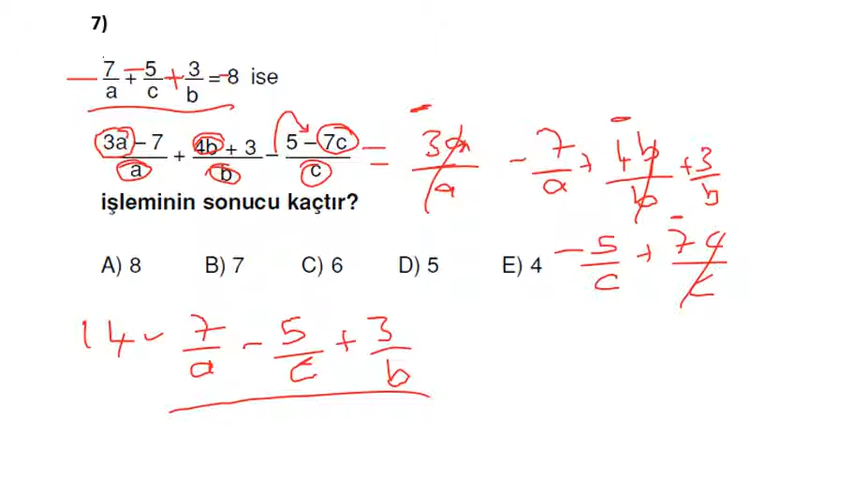 7)
- 7/a + - 5/c + - 3/b = - 8 ise
3a - 7/a + 4b + 3/b - 5 - 7c/c = 3a/a - 7/a + 4b/b + 3/b
işleminin sonucu kaçtır?
- 5/c + 7c/c
A) 8 B) 7 C) 6 D) 5 E) 4
14 - 7/a - 5/c + 3/b